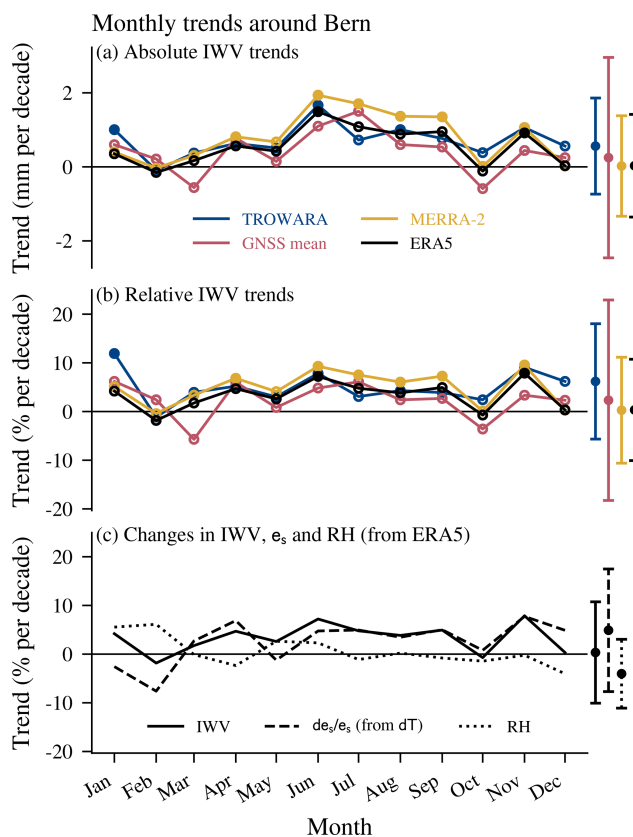 Monthly trends around Bern
(a) Absolute IWV trends
Trend (mm per decade)
2
0
-2
TROWARA
MERRA-2
GNSS mean
ERA5
(b) Relative IWV trends
Trend (% per decade)
20
10
0
-10
-20
(c) Changes in IWV, eₛ and RH (from ERA5)
Trend (% per decade)
20
10
0
-10
-20
IWV
deₛ/eₛ (from dT)
RH
Jan
Feb
Mar
Apr
May
Jun
Jul
Aug
Sep
Oct
Nov
Dec
Month